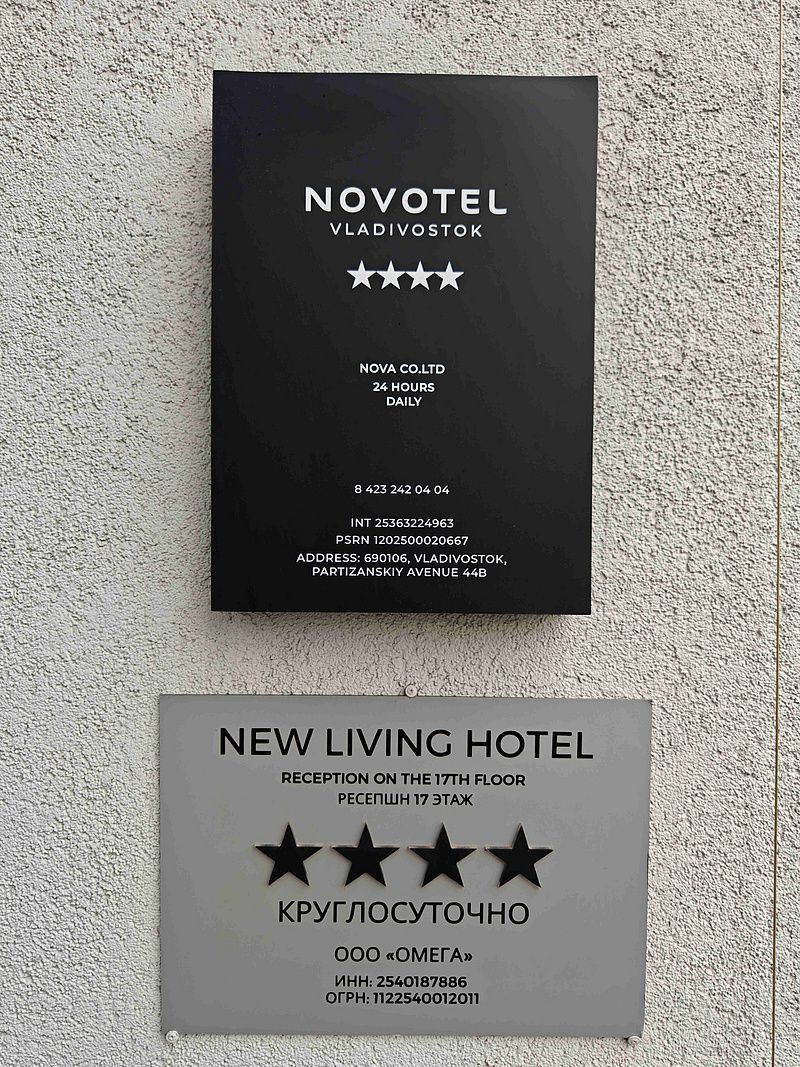 NOVOTEL
VLADIVOSTOK
NOVA CO.LTD
24 HOURS
DAILY
8 423 242 04 04
INT 25363224963
PSRN 1202500020667
ADDRESS: 690106, VLADIVOSTOK,
PARTIZANSKIY AVENUE 44B
NEW LIVING HOTEL
RECEPTION ON THE 17TH FLOOR
РЕСЕПШН 17 ЭТАЖ
КРУГЛОСУТОЧНО
ООО «ОМЕГА»
ИНН: 2540187886
ОГРН: 1122540012011